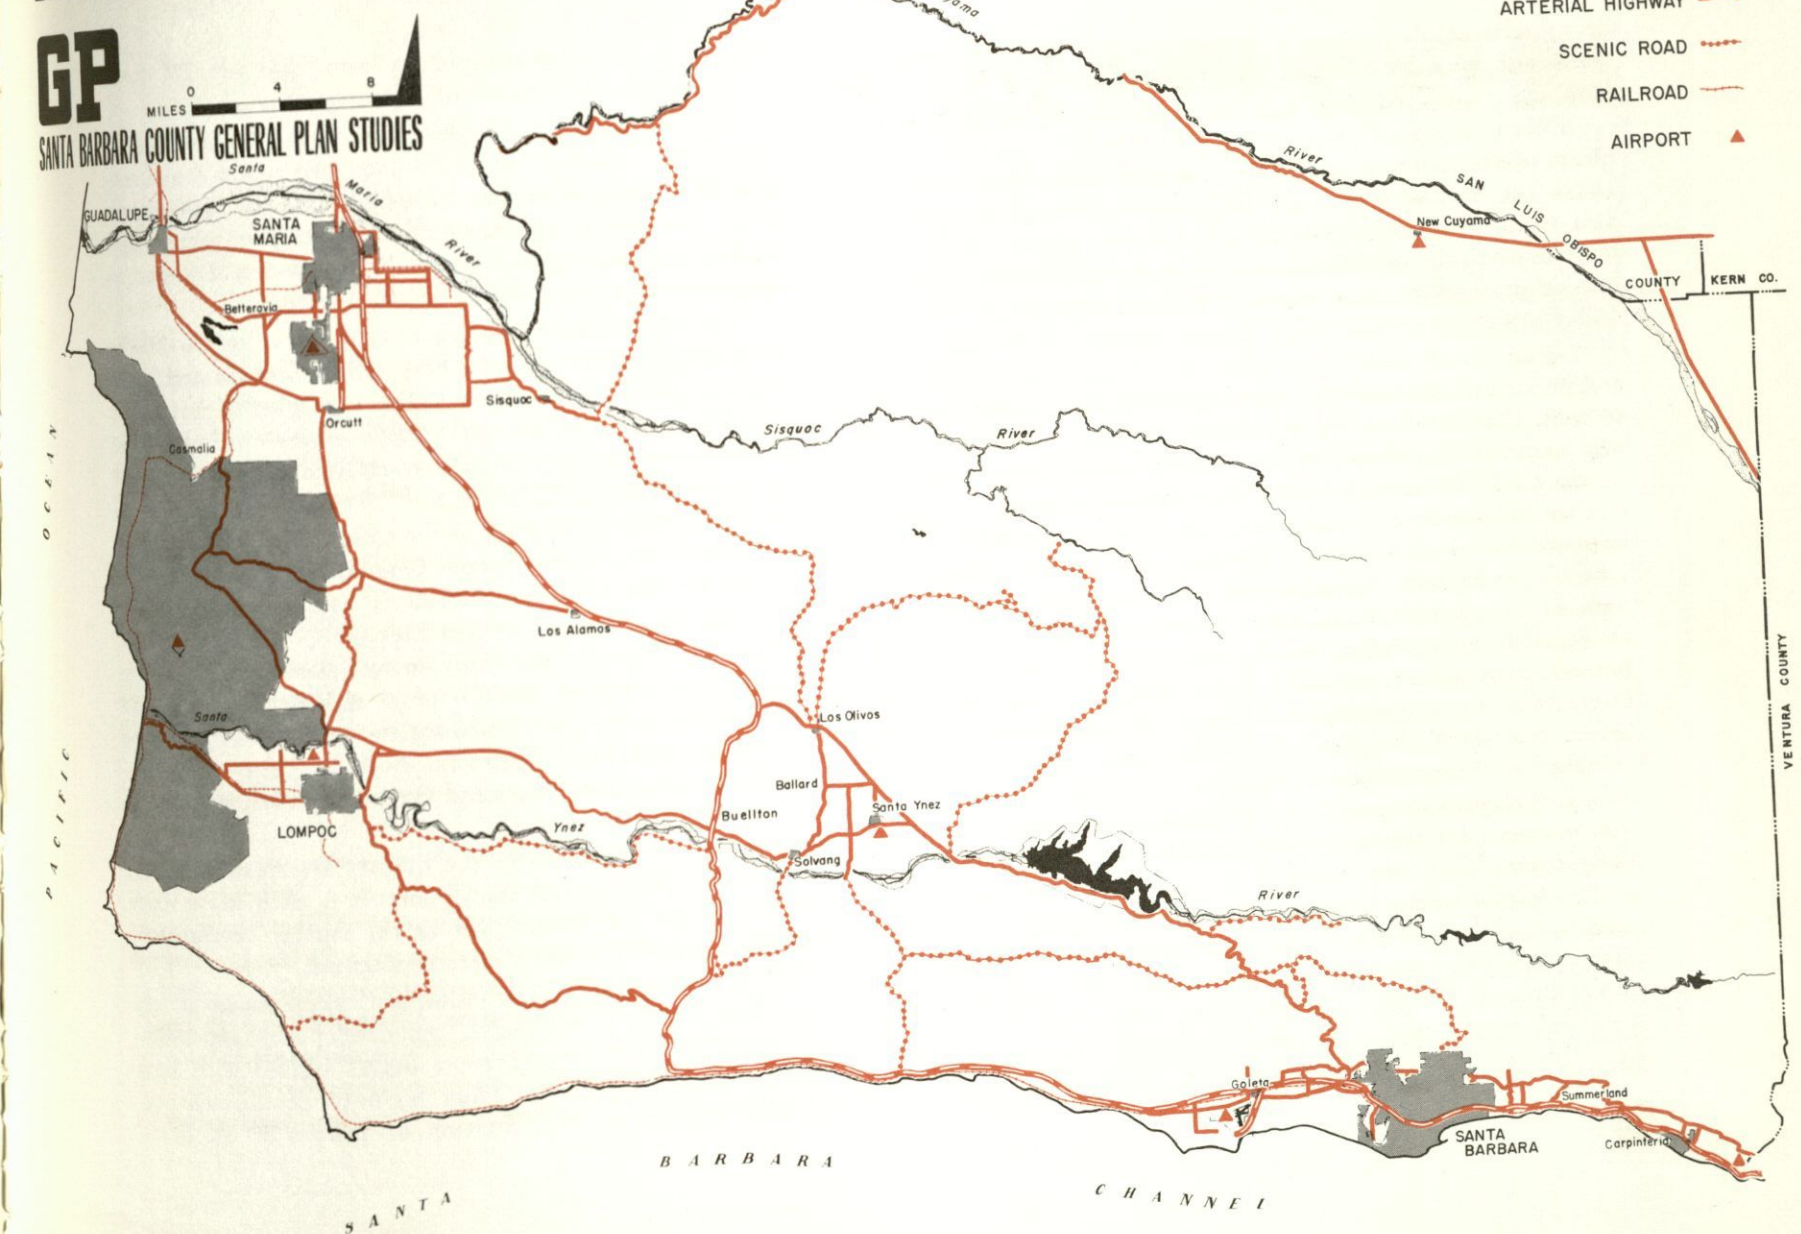 ARTERIAL HIGHWAY
SCENIC ROAD
RAILROAD
AIRPORT
GP
0 4 8
MILES
SANTA BARBARA COUNTY GENERAL PLAN STUDIES
Santa
Maria
River
GUADALUPE
SANTA
MARIA
Betteravia
Orcutt
Sisquoc
Casmalia
Sisquoc
River
River
SAN
LUIS
OBISPO
COUNTY
KERN CO.
New Cuyama
VENTURA COUNTY
Los Alamos
Los Olivos
Ballard
Santa Ynez
Buellton
Solvang
Santa
Ynez
River
LOMPOC
Goleta
Summerland
SANTA
BARBARA
Carpinteria
PACIFIC
OCEAN
SANTA
BARBARA
CHANNEL